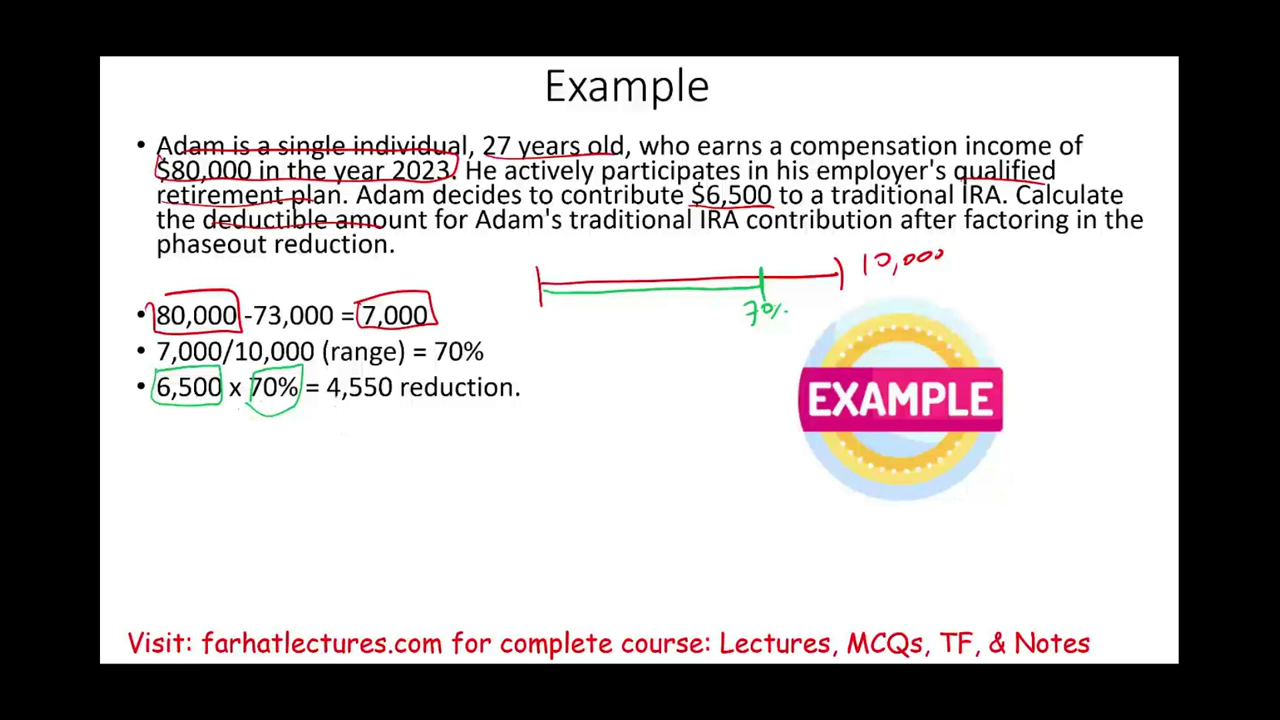 Example
• Adam is a single individual, 27 years old, who earns a compensation income of
$80,000 in the year 2023. He actively participates in his employer's qualified
retirement plan. Adam decides to contribute $6,500 to a traditional IRA. Calculate
the deductible amount for Adam's traditional IRA contribution after factoring in the
phaseout reduction.
10,000
70%
• 80,000 -73,000 = 7,000
• 7,000/10,000 (range) = 70%
• 6,500 x 70% = 4,550 reduction.
EXAMPLE
Visit: farhatlectures.com for complete course: Lectures, MCQs, TF, & Notes